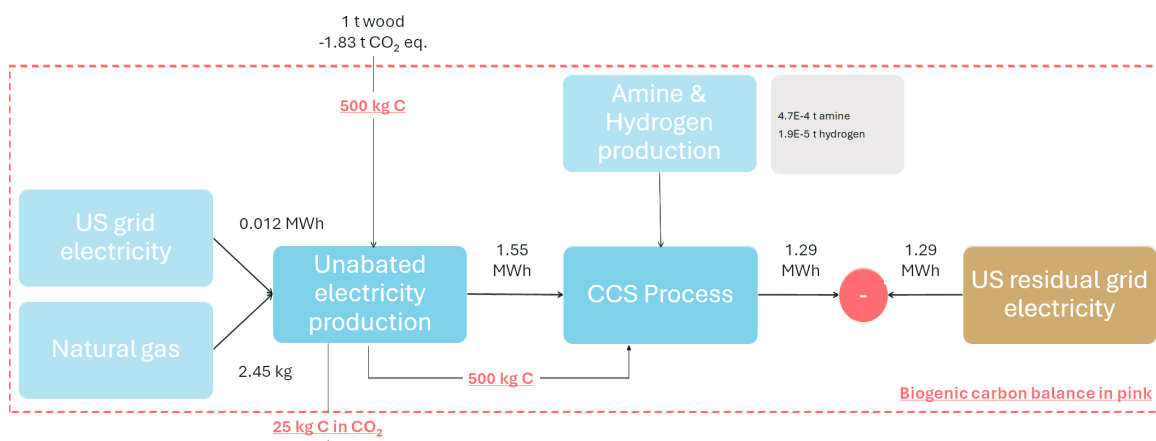 1 t wood
-1.83 t CO₂ eq.
500 kg C
Amine &
Hydrogen
production
4.7E-4 t amine
1.9E-5 t hydrogen
US grid
electricity
0.012 MWh
Unabated
electricity
production
1.55
MWh
CCS Process
1.29
MWh
-
1.29
MWh
US residual grid
electricity
Natural gas
2.45 kg
500 kg C
Biogenic carbon balance in pink
25 kg C in CO₂